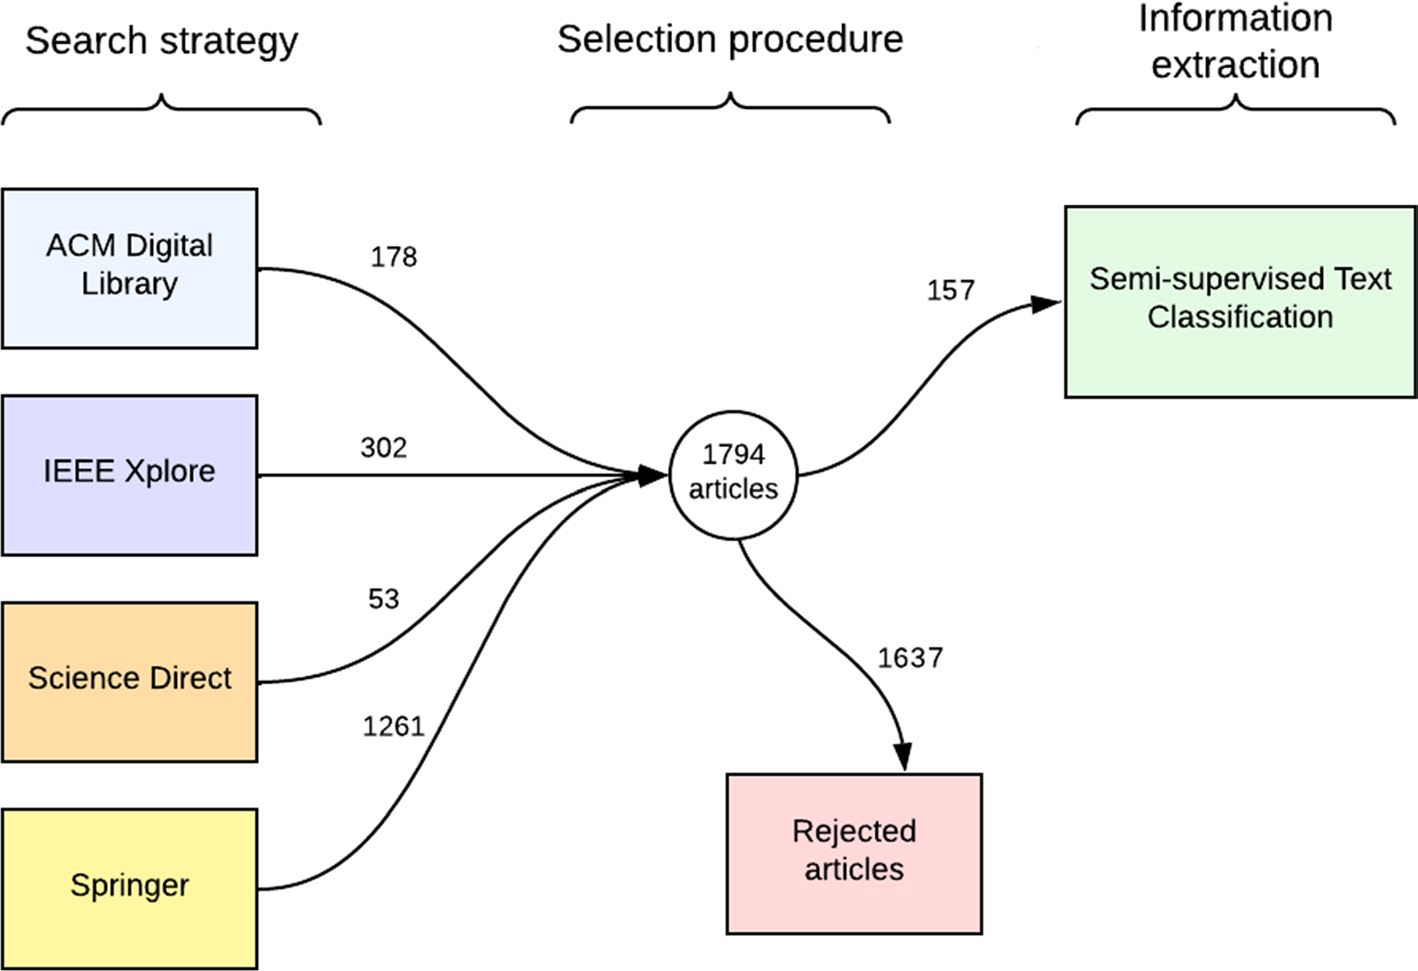 Search strategy
Selection procedure
Information
extraction
ACM Digital
Library
178
IEEE Xplore
302
Science Direct
53
Springer
1261
1794
articles
157
Semi-supervised Text
Classification
1637
Rejected
articles